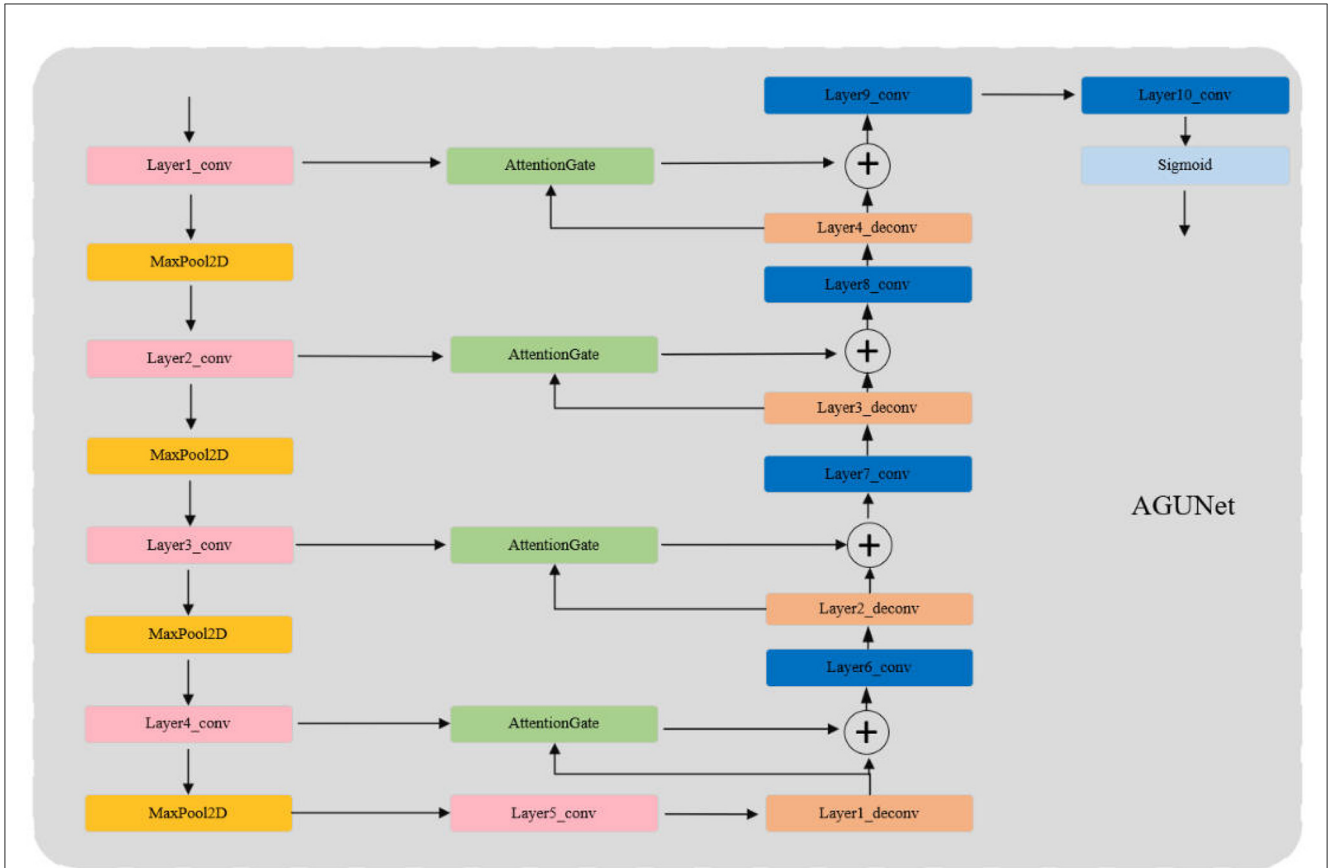 Layer9_conv
Layer10_conv
Layer1_conv
AttentionGate
+
Sigmoid
Layer4_deconv
MaxPool2D
Layer8_conv
Layer2_conv
AttentionGate
+
Layer3_deconv
MaxPool2D
Layer7_conv
AGUNet
Layer3_conv
AttentionGate
+
Layer2_deconv
MaxPool2D
Layer6_conv
Layer4_conv
AttentionGate
+
MaxPool2D
Layer5_conv
Layer1_deconv